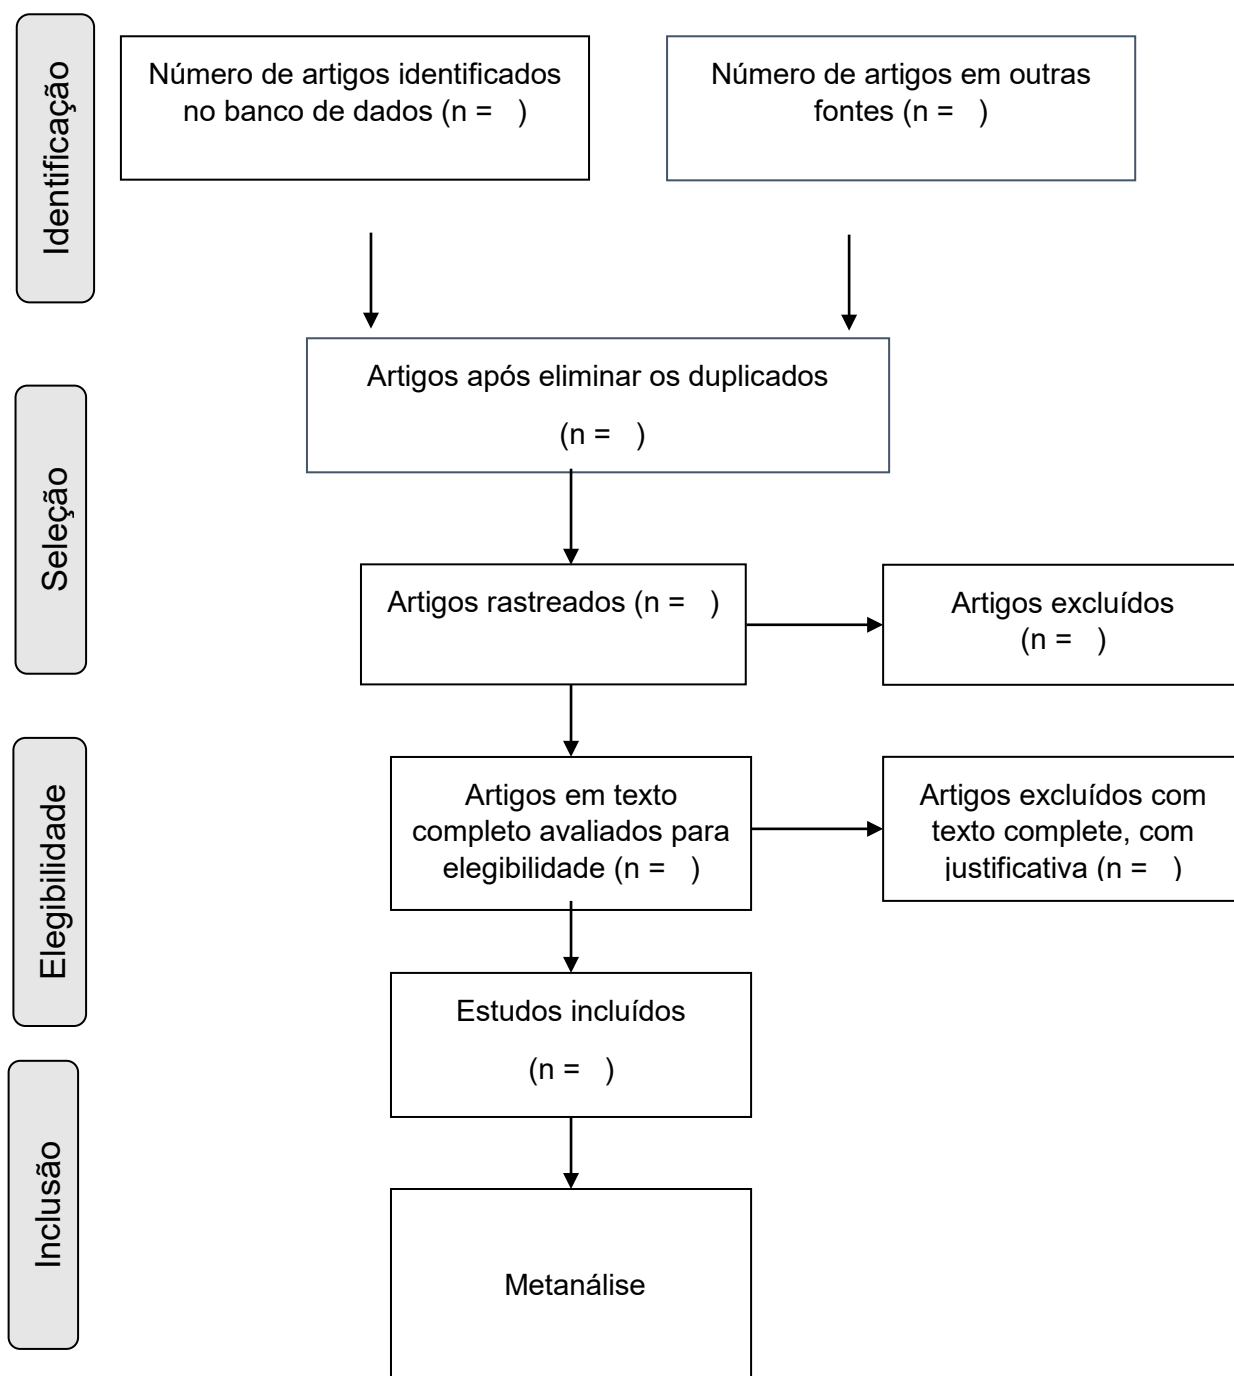 Identificação
Número de artigos identificados
no banco de dados (n =   )
Número de artigos em outras
fontes (n =   )
Artigos após eliminar os duplicados
(n =   )
Seleção
Artigos rastreados (n =   )
Artigos excluídos
(n =   )
Elegibilidade
Artigos em texto
completo avaliados para
elegibilidade (n =   )
Artigos excluídos com
texto complete, com
justificativa (n =   )
Estudos incluídos
(n =   )
Inclusão
Metanálise